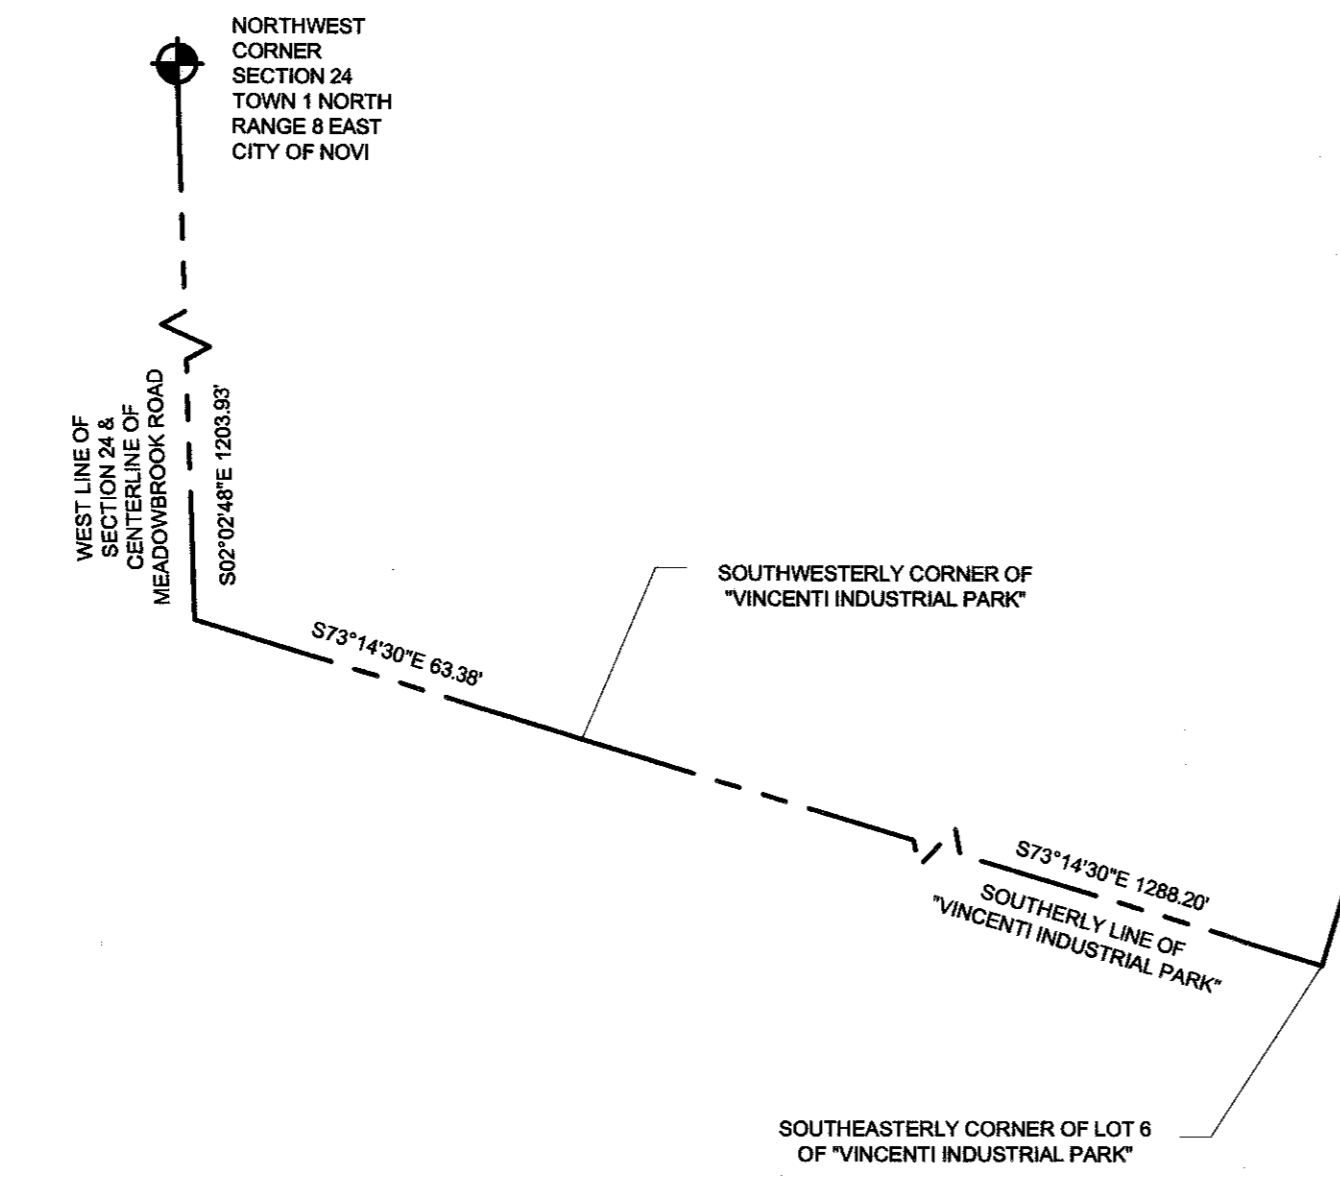 NORTHWEST
CORNER
SECTION 24
TOWN 1 NORTH
RANGE 8 EAST
CITY OF NOVI
WEST LINE OF
SECTION 24 &
CENTERLINE OF
MEADOWBROOK ROAD
S02°02'48"E 1203.93'
S73°14'30"E 63.38'
SOUTHWESTERLY CORNER OF
"VINCENTI INDUSTRIAL PARK"
S73°14'30"E 1288.20'
SOUTHERLY LINE OF
"VINCENTI INDUSTRIAL PARK"
SOUTHEASTERLY CORNER OF LOT 6
OF "VINCENTI INDUSTRIAL PARK"